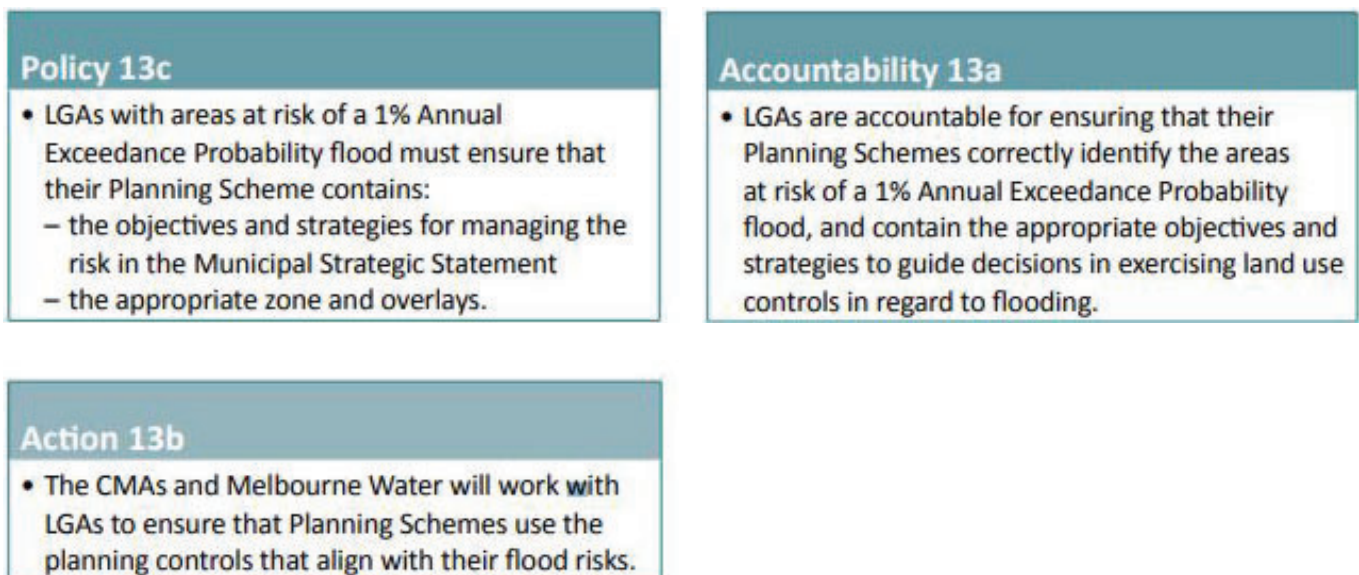 Policy 13c
• LGAs with areas at risk of a 1% Annual
Exceedance Probability flood must ensure that
their Planning Scheme contains:
– the objectives and strategies for managing the
risk in the Municipal Strategic Statement
– the appropriate zone and overlays.
Accountability 13a
• LGAs are accountable for ensuring that their
Planning Schemes correctly identify the areas
at risk of a 1% Annual Exceedance Probability
flood, and contain the appropriate objectives and
strategies to guide decisions in exercising land use
controls in regard to flooding.
Action 13b
• The CMAs and Melbourne Water will work with
LGAs to ensure that Planning Schemes use the
planning controls that align with their flood risks.